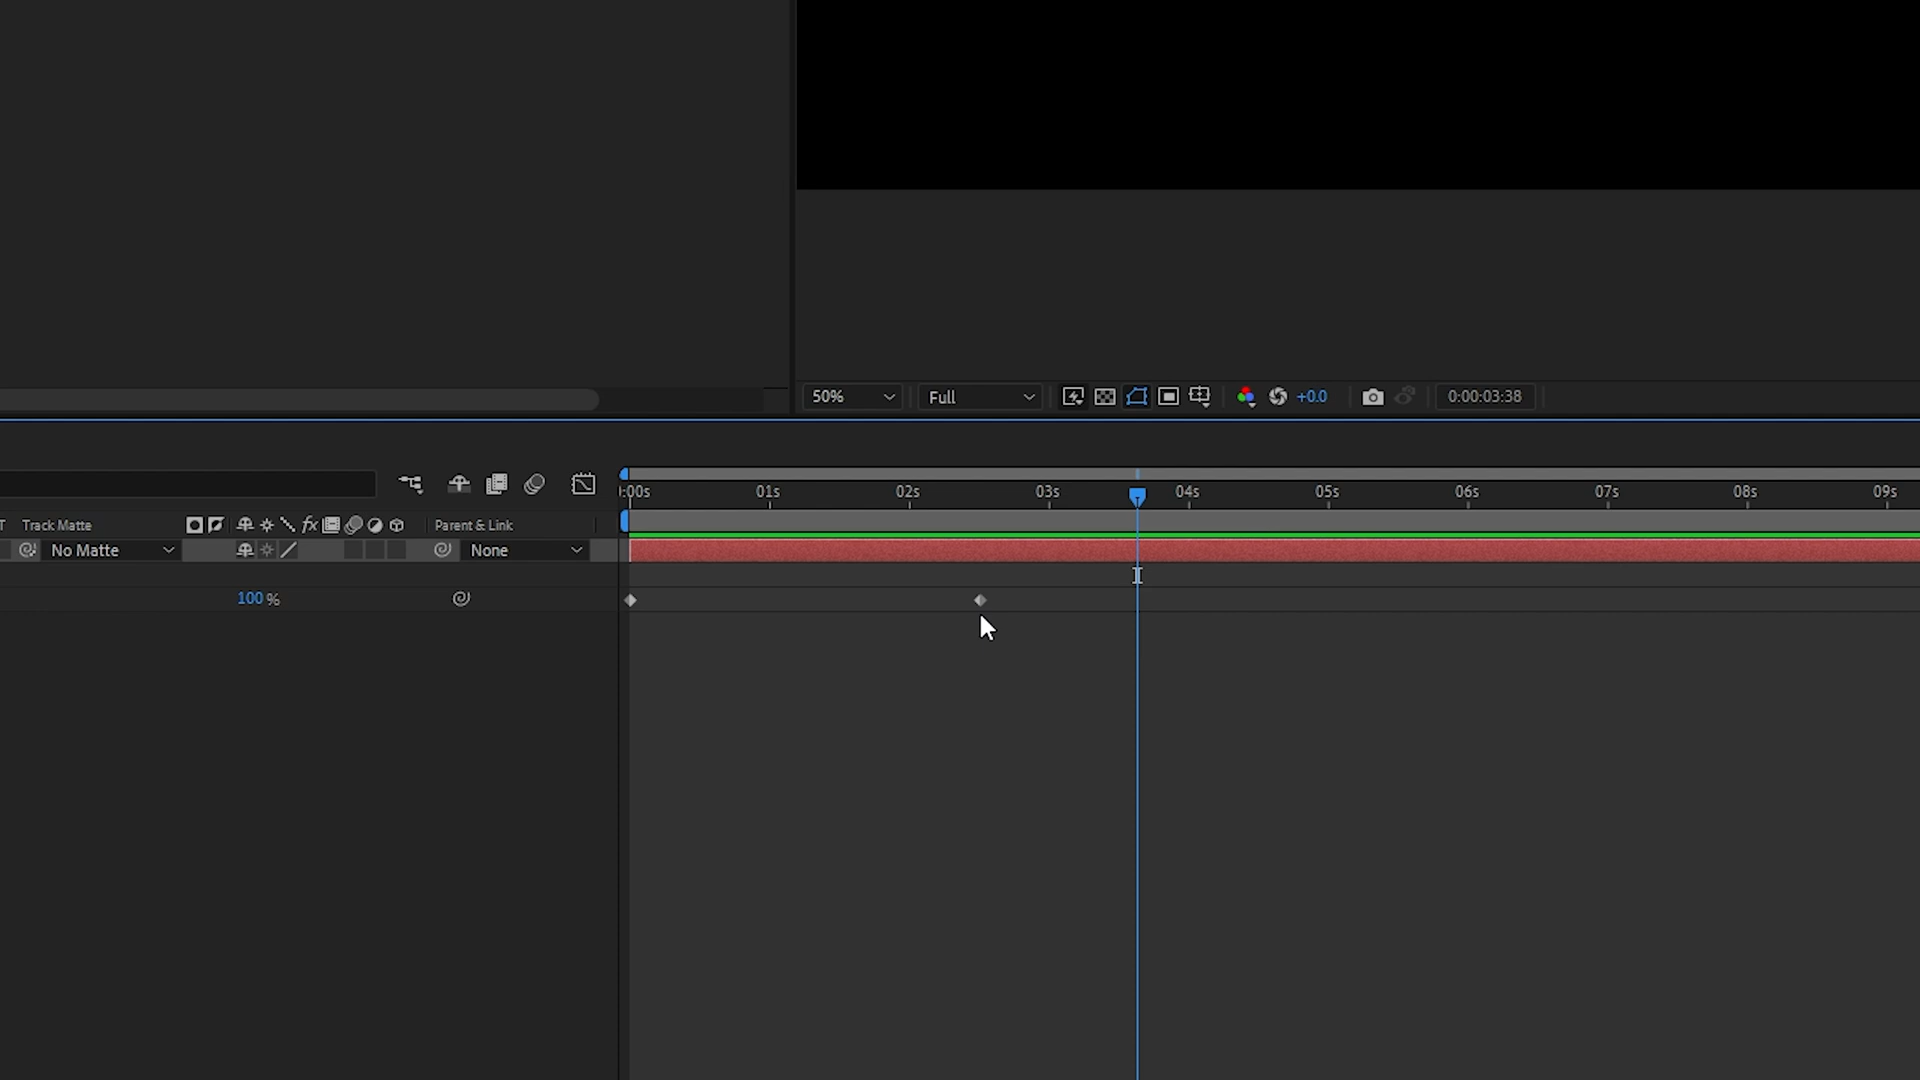 50% Full +0.0 0:00:03:38
):00s 01s 02s 03s 04s 05s 06s 07s 08s 09s
T Track Matte fx Parent & Link
No Matte None
100 %